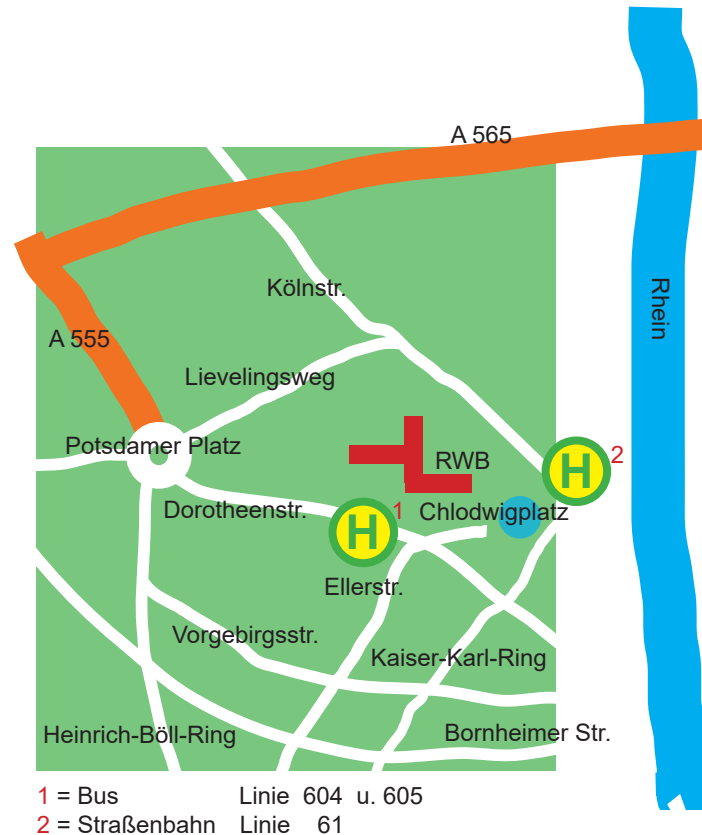 A 565
Kölnstr.
Rhein
A 555
Lievelingsweg
Potsdamer Platz
RWB
H 2
Dorotheenstr.
H 1
Chlodwigplatz
Ellerstr.
Vorgebirgsstr.
Kaiser-Karl-Ring
Heinrich-Böll-Ring
Bornheimer Str.
1 = Bus Linie 604 u. 605
2 = Straßenbahn Linie 61